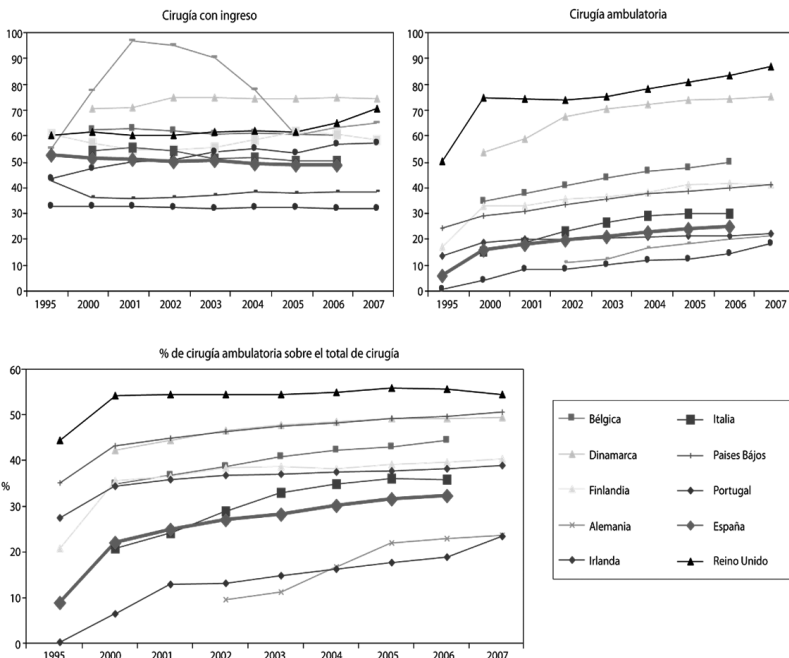 Cirugía con ingreso
100
90
80
70
60
50
40
30
20
10
0
1995 2000 2001 2002 2003 2004 2005 2006 2007
Cirugía ambulatoria
100
90
80
70
60
50
40
30
20
10
0
1995 2000 2001 2002 2003 2004 2005 2006 2007
% de cirugía ambulatoria sobre el total de cirugía
60
50
40
%
30
20
10
0
1995 2000 2001 2002 2003 2004 2005 2006 2007
Bélgica Italia
Dinamarca Paises Bájos
Finlandia Portugal
Alemania España
Irlanda Reino Unido